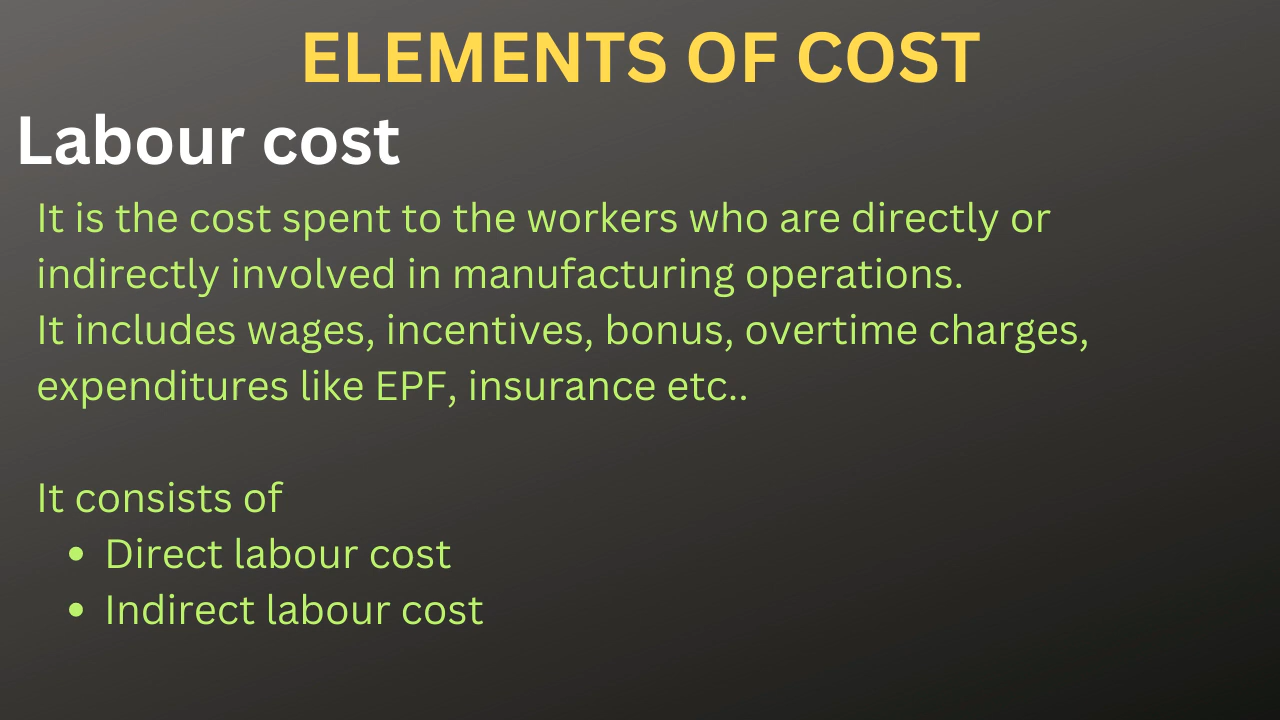 ELEMENTS OF COST
Labour cost
It is the cost spent to the workers who are directly or
indirectly involved in manufacturing operations.
It includes wages, incentives, bonus, overtime charges,
expenditures like EPF, insurance etc..
It consists of
• Direct labour cost
• Indirect labour cost